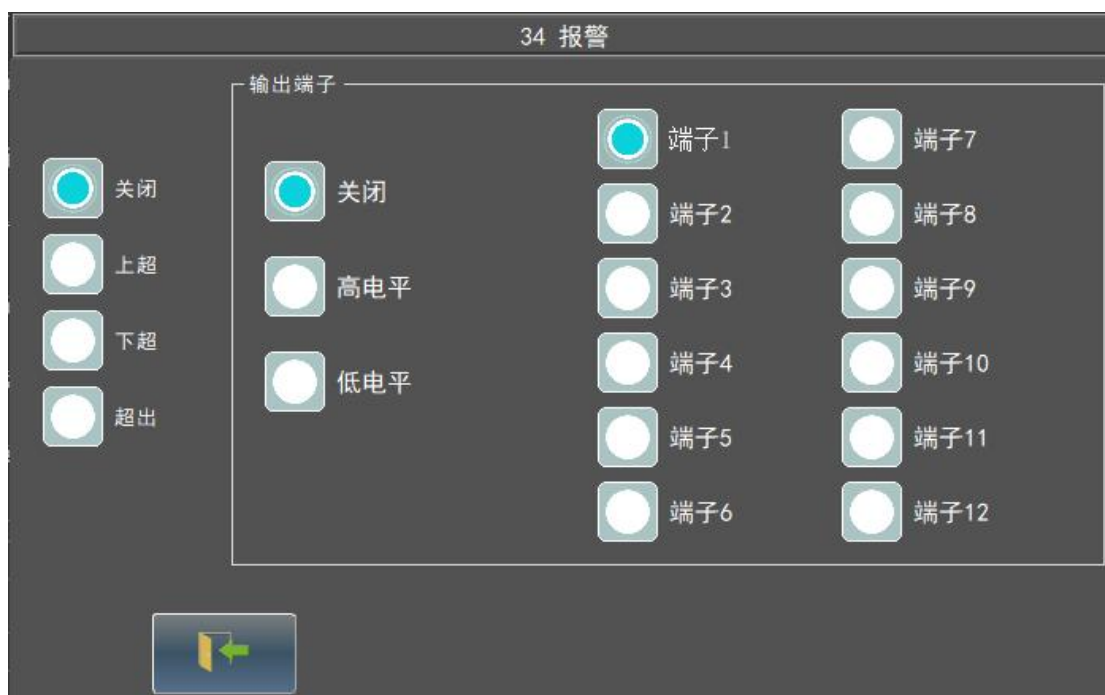 34 报警
输出端子
关闭
上超
下超
超出
关闭
高电平
低电平
端子1
端子2
端子3
端子4
端子5
端子6
端子7
端子8
端子9
端子10
端子11
端子12